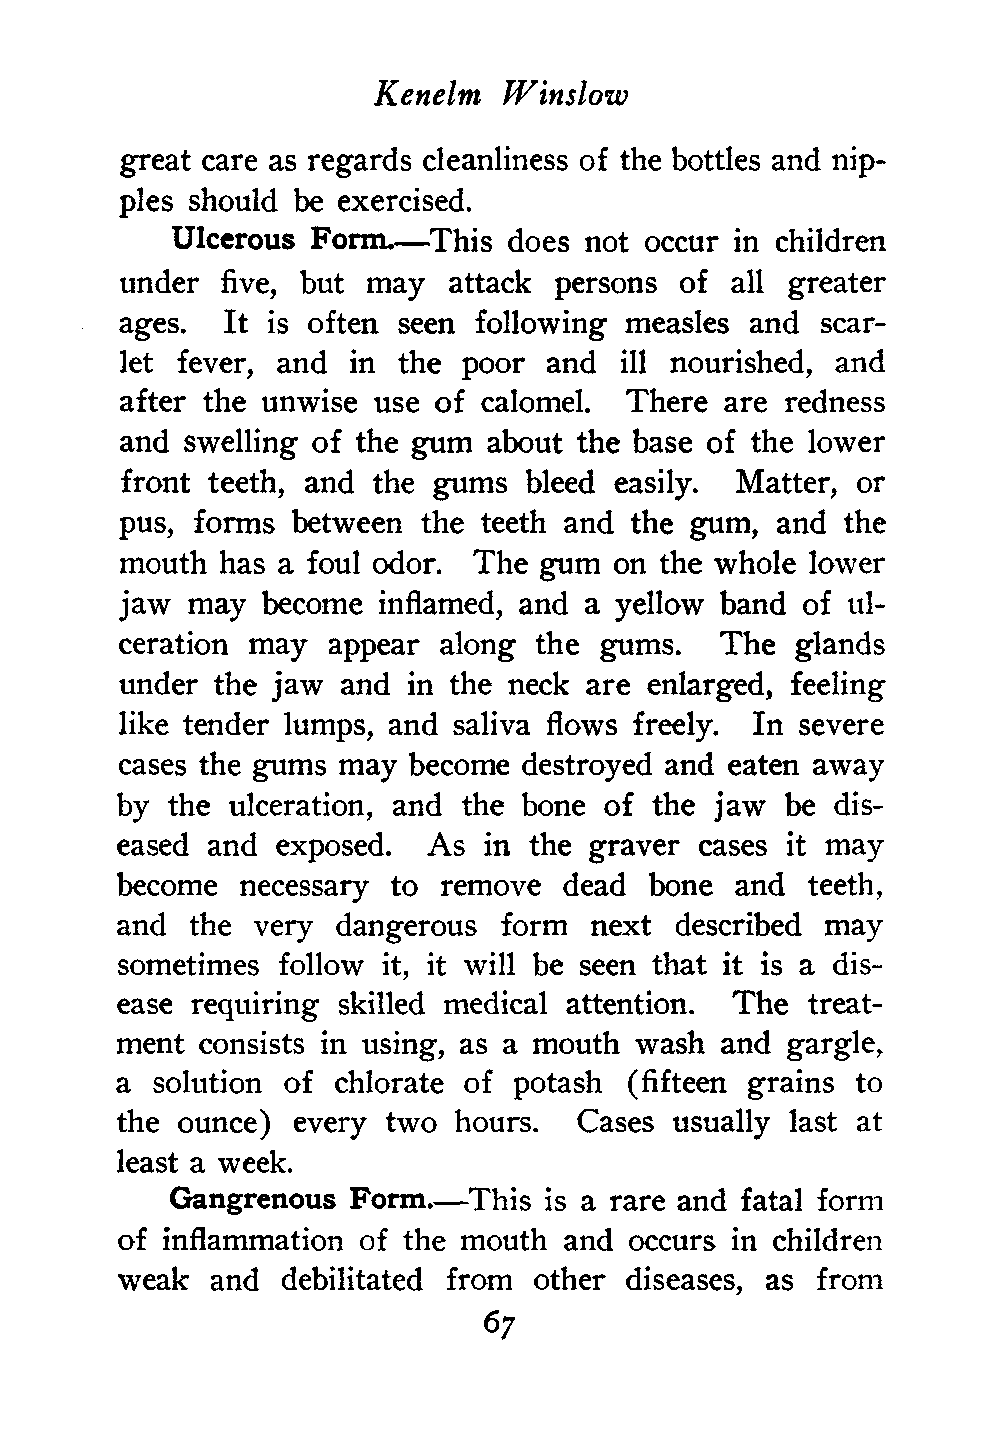 Kenelm Winslow
great care as regards cleanliness of the bottles and nip-
ples should be exercised.
Ulcerous Form.—This does not occur in children
under five, but may attack persons of all greater
ages. It is often seen following measles and scar-
let fever, and in the poor and ill nourished, and
after the unwise use of calomel. There are redness
and swelling of the gum about the base of the lower
front teeth, and the gums bleed easily. Matter, or
pus, forms between the teeth and the gum, and the
mouth has a foul odor. The gum on the whole lower
jaw may become inflamed, and a yellow band of ul-
ceration may appear along the gums. The glands
under the jaw and in the neck are enlarged, feeling
like tender lumps, and saliva flows freely. In severe
cases the gums may become destroyed and eaten away
by the ulceration, and the bone of the jaw be dis-
eased and exposed. As in the graver cases it may
become necessary to remove dead bone and teeth,
and the very dangerous form next described may
sometimes follow it, it will be seen that it is a dis-
ease requiring skilled medical attention. The treat-
ment consists in using, as a mouth wash and gargle,
a solution of chlorate of potash (fifteen grains to
the ounce) every two hours. Cases usually last at
least a week.
Gangrenous Form.—This is a rare and fatal form
of inflammation of the mouth and occurs in children
weak and debilitated from other diseases, as from
67